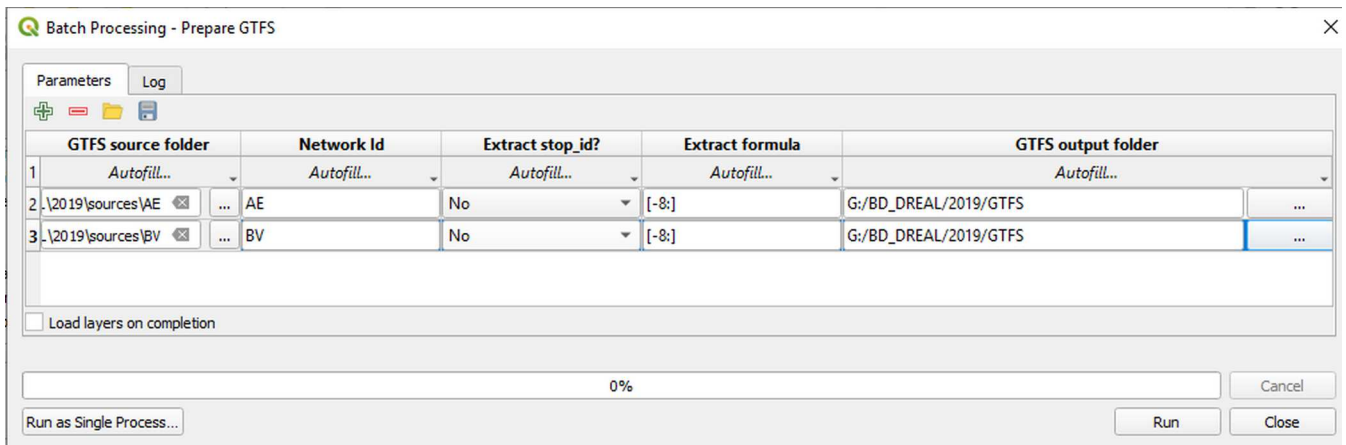 Batch Processing - Prepare GTFS
Parameters Log
GTFS source folder Network Id Extract stop_id? Extract formula GTFS output folder
1 Autofill... Autofill... Autofill... Autofill... Autofill...
2 .\2019\sources\AE ... AE No [-8:] G:/BD_DREAL/2019/GTFS ...
3 .\2019\sources\BV ... BV No [-8:] G:/BD_DREAL/2019/GTFS ...
Load layers on completion
0% Cancel
Run as Single Process... Run Close